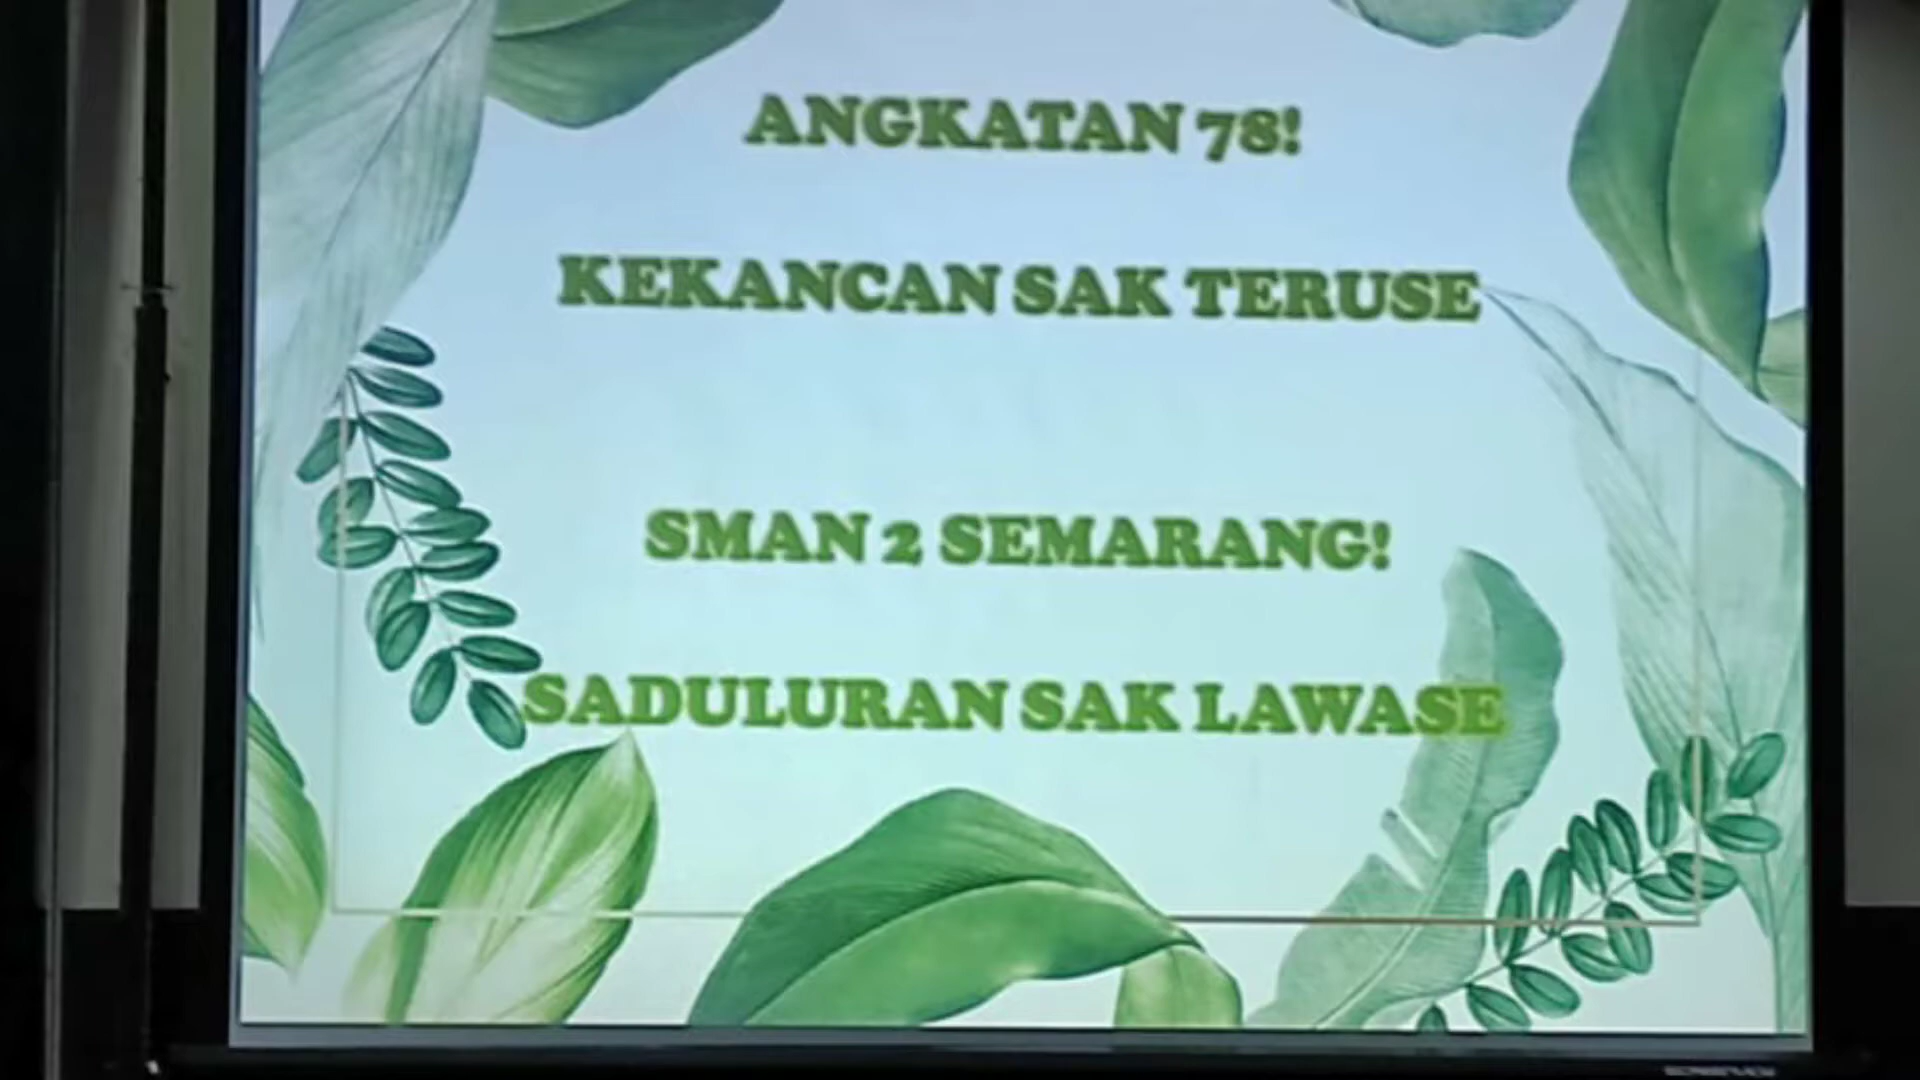 ANGKATAN 78!
KEKANCAN SAK TERUSE
SMAN 2 SEMARANG!
SADULURAN SAK LAWASE